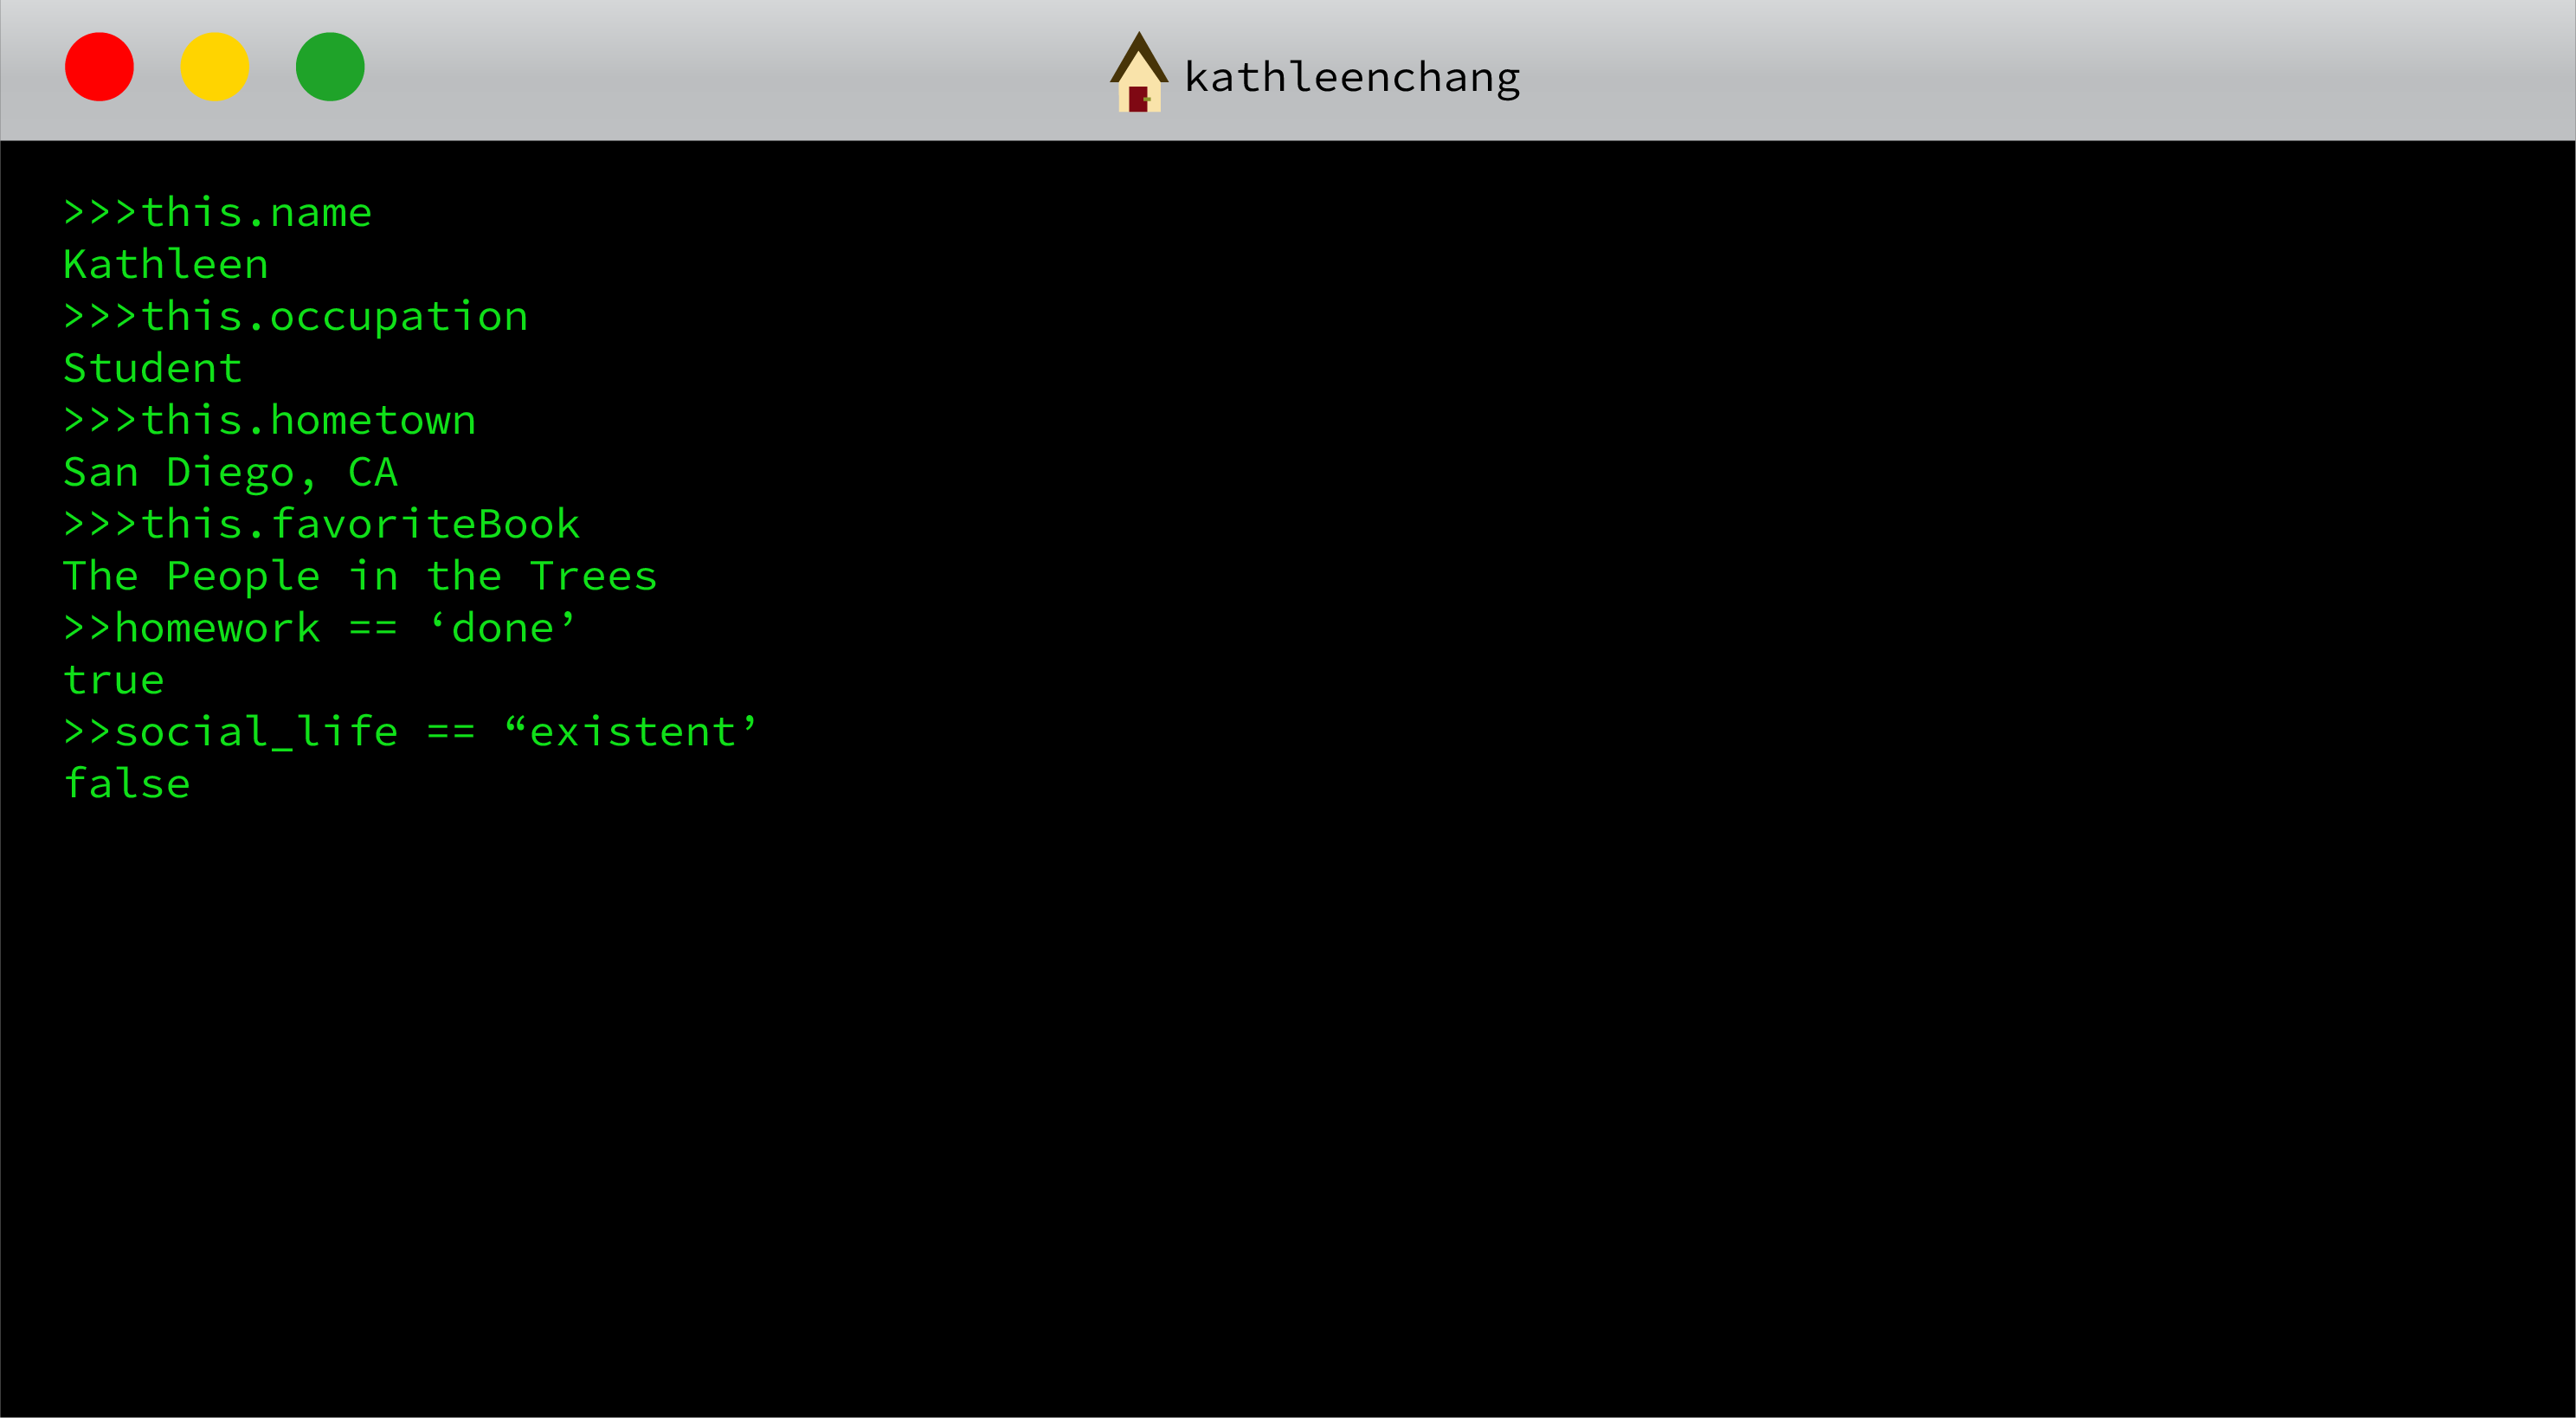 kathleenchang
>>>this.name
Kathleen
>>>this.occupation
Student
>>>this.hometown
San Diego, CA
>>>this.favoriteBook
The People in the Trees
>>homework == ‘done’
true
>>social_life == “existent’
false